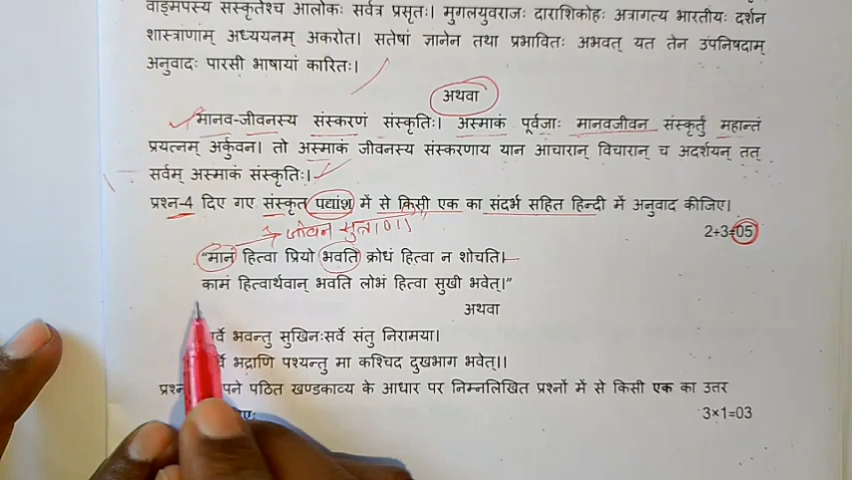 वाङ्मपस्य संस्कृतेश्च आलोकः सर्वत्र प्रसृतः। मुगलयुवराजः दाराशिकोहः अत्रागत्य भारतीयः दर्शन
शास्त्राणाम् अध्ययनम् अकरोत। सतेषां ज्ञानेन तथा प्रभावितः अभवत् यत तेन उपनिषदाम्
अनुवादः पारसी भाषायां कारितः।
अथवा
मानव-जीवनस्य संस्करणं संस्कृतिः। अस्माकं पूर्वजाः मानवजीवन संस्कृर्तु महान्तं
प्रयत्नम् अर्कुवन। तो अस्माकं जीवनस्य संस्करणाय यान आचारान् विचारान् च अदर्शयन् तत्
सर्वम् अस्माकं संस्कृतिः।
प्रश्न-4 दिए गए संस्कृत पद्यांश में से किसी एक का संदर्भ सहित हिन्दी में अनुवाद कीजिए।
2+3=05
जीवन सूत्राणि
“मानं हित्वा प्रियो भवति क्रोधं हित्वा न शोचति।
कामं हित्वार्थवान् भवति लोभं हित्वा सुखी भवेत्।”
अथवा
र्वे भवन्तु सुखिनःसर्वे संतु निरामया।
र्वे भद्राणि पश्यन्तु मा कश्चिद दुखभाग भवेत्।।
प्रश्न पने पठित खण्डकाव्य के आधार पर निम्नलिखित प्रश्नों में से किसी एक का उत्तर
3×1=03